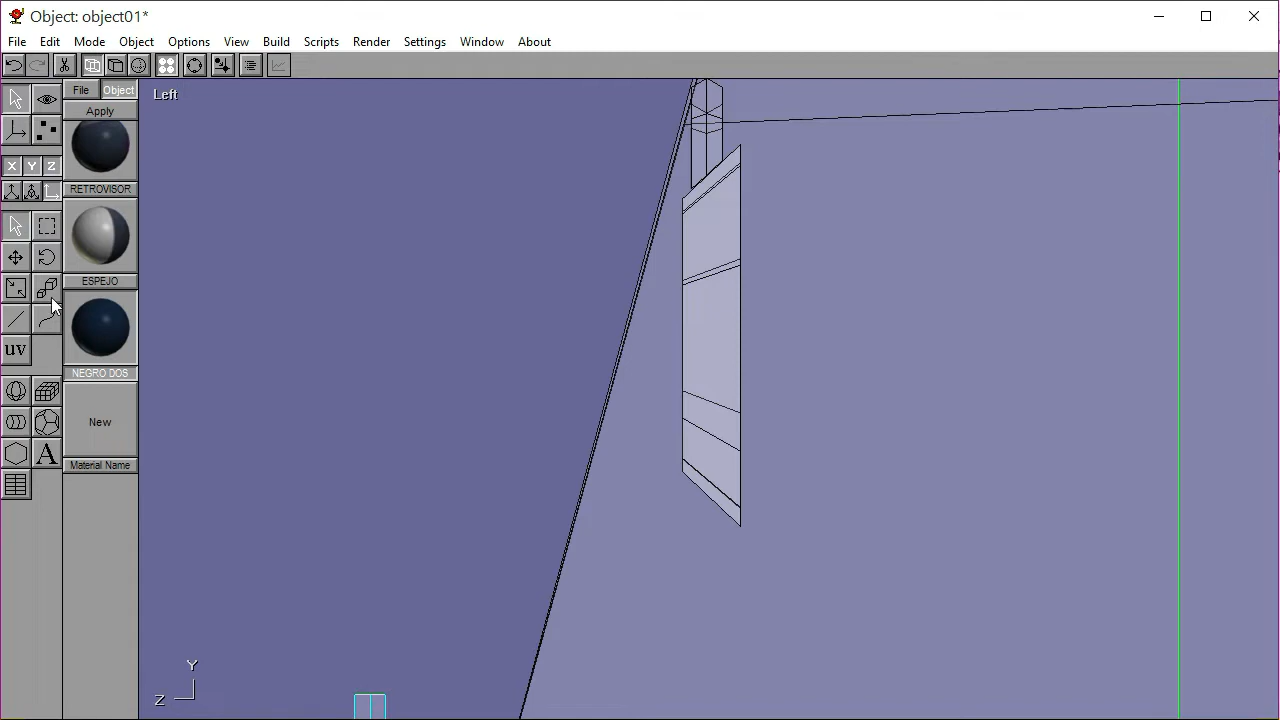 Object: object01*
File Edit Mode Object Options View Build Scripts Render Settings Window About
File Object
Apply
Left
X Y Z
RETROVISOR
ESPEJO
uv
NEGRO DOS
New
A
Material Name
Y
Z